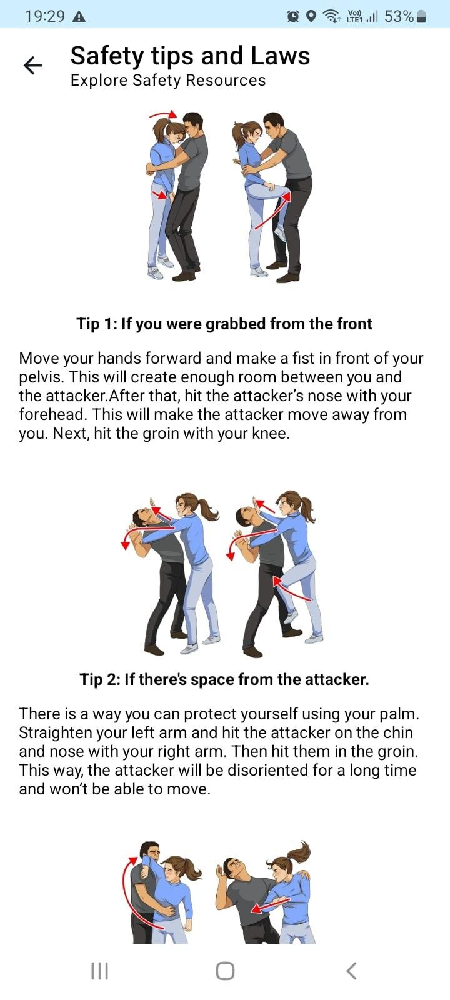 19:29
Vo)) LTE1 53%
Safety tips and Laws
Explore Safety Resources
Tip 1: If you were grabbed from the front
Move your hands forward and make a fist in front of your
pelvis. This will create enough room between you and
the attacker.After that, hit the attacker’s nose with your
forehead. This will make the attacker move away from
you. Next, hit the groin with your knee.
Tip 2: If there's space from the attacker.
There is a way you can protect yourself using your palm.
Straighten your left arm and hit the attacker on the chin
and nose with your right arm. Then hit them in the groin.
This way, the attacker will be disoriented for a long time
and won’t be able to move.